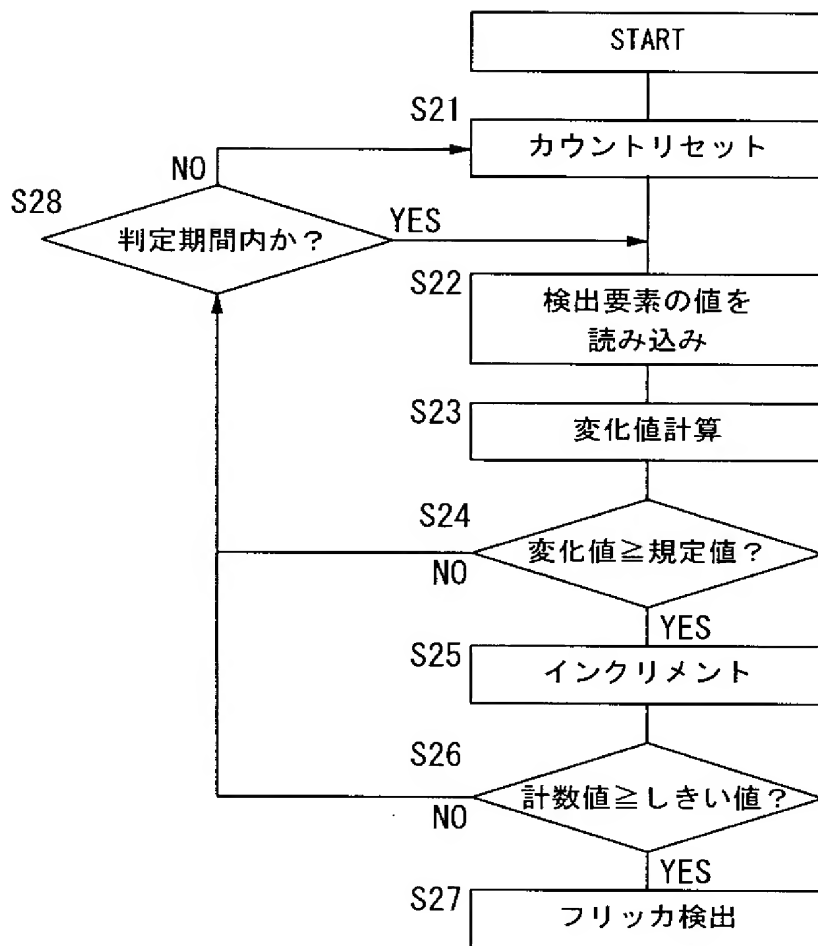 START
S21
カウントリセット
NO
S28
判定期間内か？
YES
S22
検出要素の値を
読み込み
S23
変化値計算
S24
変化値≧規定値？
NO
YES
S25
インクリメント
S26
計数値≧しきい値？
NO
YES
S27
フリッカ検出